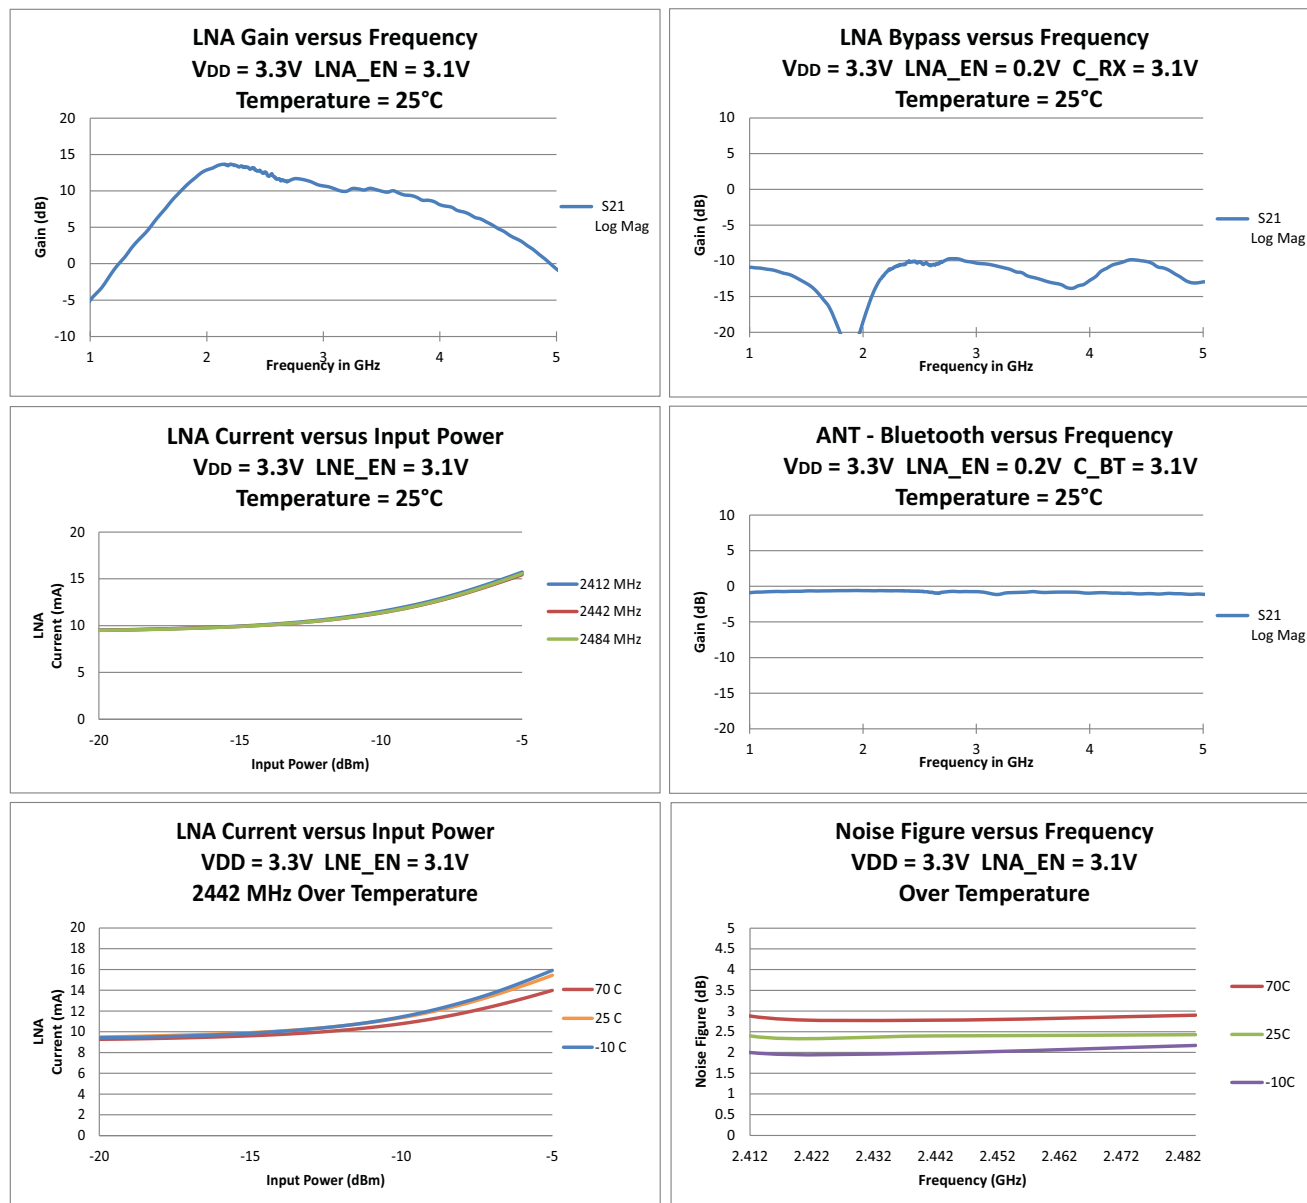 LNA Gain versus Frequency
VDD = 3.3V LNA_EN = 3.1V
Temperature = 25°C
20
15
10
5
0
-5
-10
Gain (dB)
1
2
3
4
5
Frequency in GHz
S21
Log Mag
LNA Bypass versus Frequency
VDD = 3.3V LNA_EN = 0.2V C_RX = 3.1V
Temperature = 25°C
10
5
0
-5
-10
-15
-20
Gain (dB)
1
2
3
4
5
Frequency in GHz
S21
Log Mag
LNA Current versus Input Power
VDD = 3.3V LNE_EN = 3.1V
Temperature = 25°C
20
15
10
5
0
LNA
Current (mA)
-20
-15
-10
-5
Input Power (dBm)
2412 MHz
2442 MHz
2484 MHz
ANT - Bluetooth versus Frequency
VDD = 3.3V LNA_EN = 0.2V C_BT = 3.1V
Temperature = 25°C
10
5
0
-5
-10
-15
-20
Gain (dB)
1
2
3
4
5
Frequency in GHz
S21
Log Mag
LNA Current versus Input Power
VDD = 3.3V LNE_EN = 3.1V
2442 MHz Over Temperature
20
18
16
14
12
10
8
6
4
2
0
LNA
Current (mA)
-20
-15
-10
-5
Input Power (dBm)
70 C
25 C
-10 C
Noise Figure versus Frequency
VDD = 3.3V LNA_EN = 3.1V
Over Temperature
5
4.5
4
3.5
3
2.5
2
1.5
1
0.5
0
Noise Figure (dB)
2.412
2.422
2.432
2.442
2.452
2.462
2.472
2.482
Frequency (GHz)
70C
25C
-10C